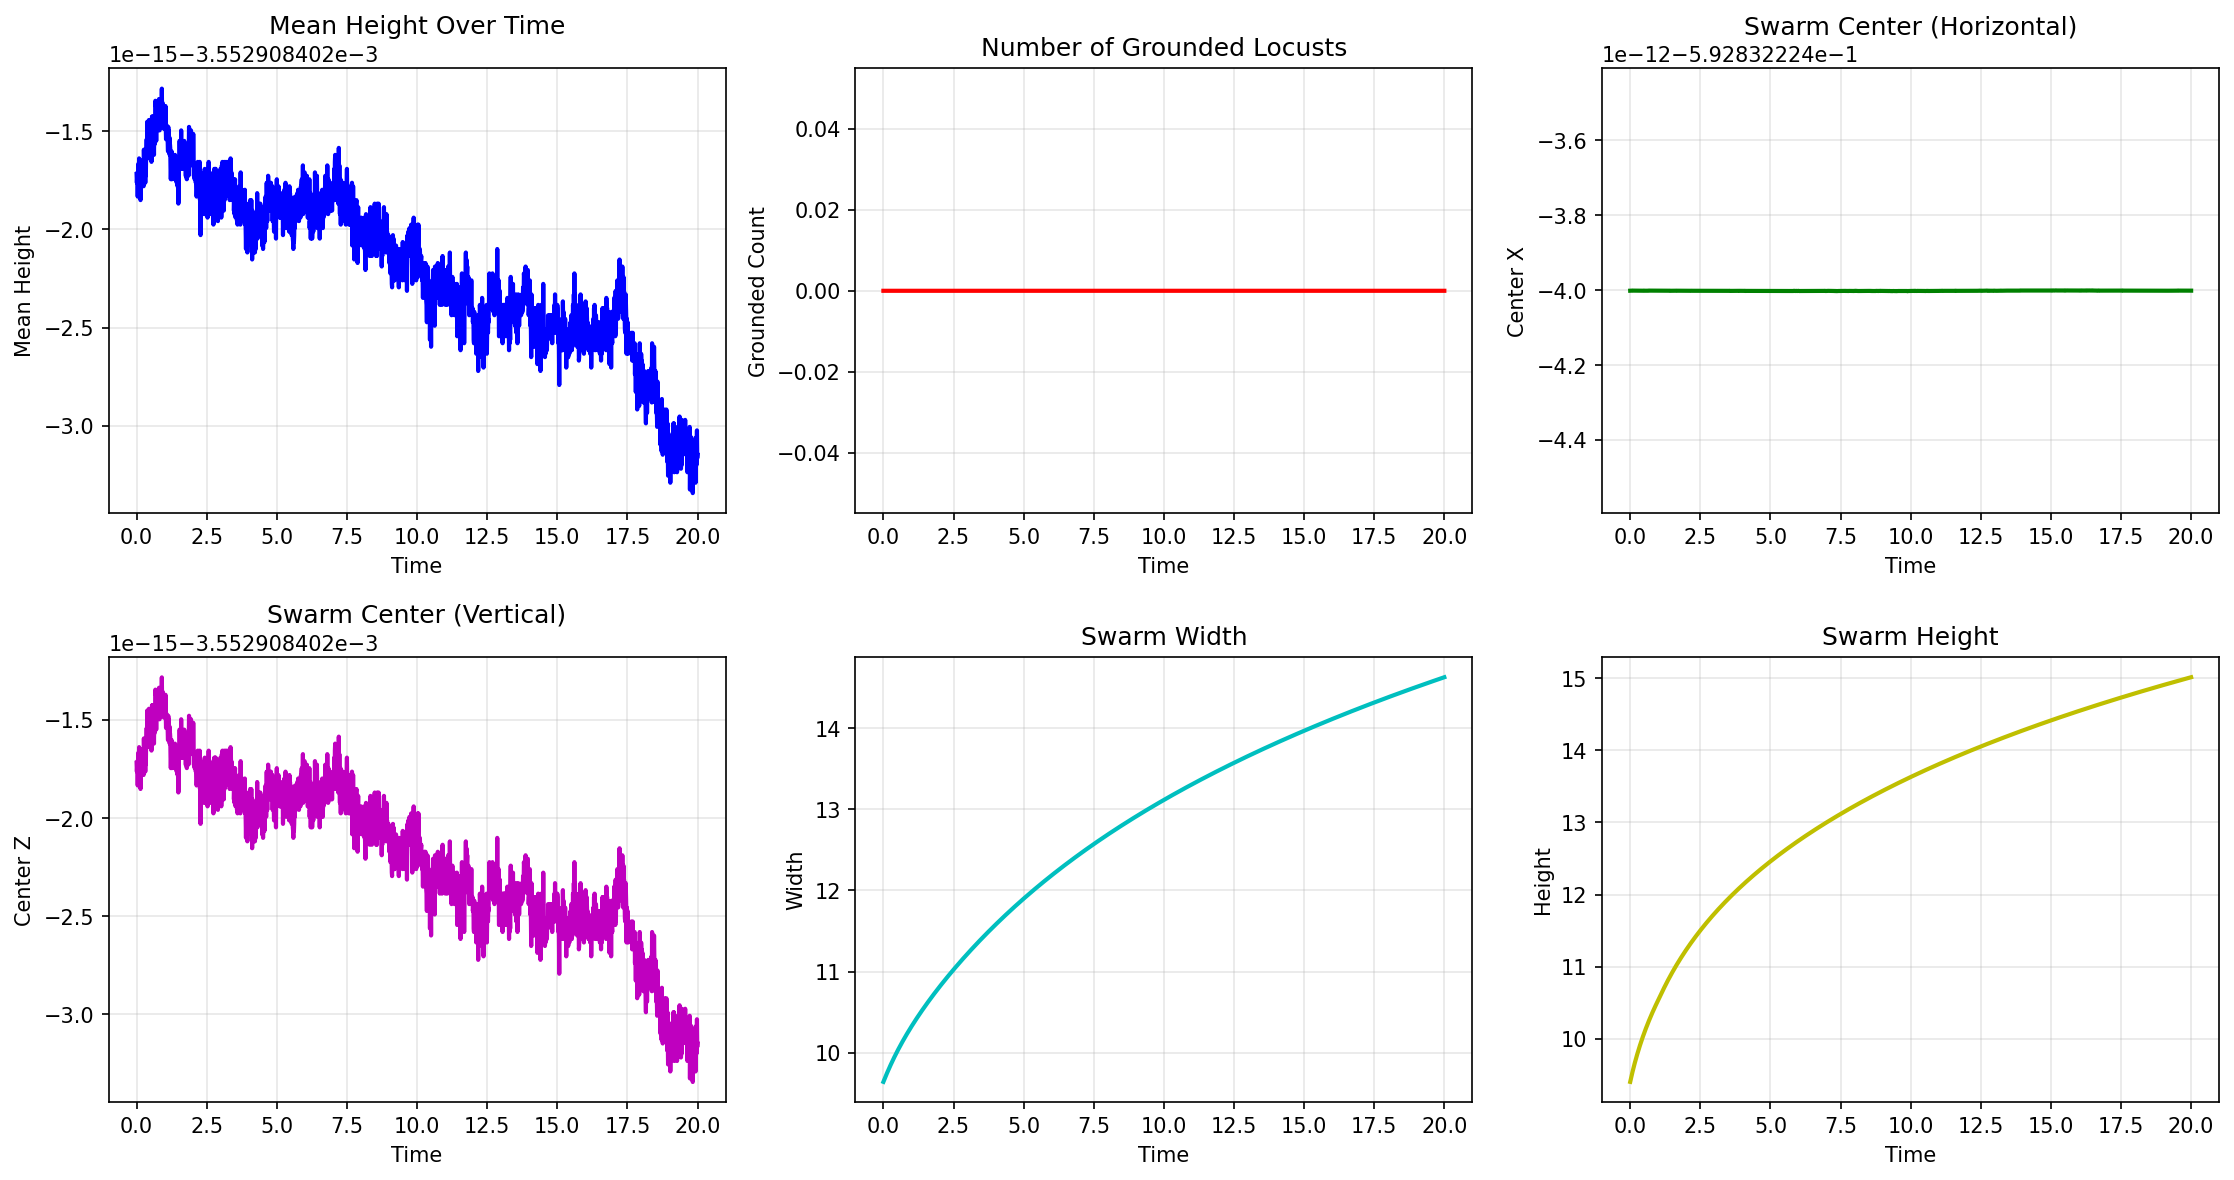 Mean Height Over Time
1e−15−3.552908402e−3
Mean Height
−1.5
−2.0
−2.5
−3.0
0.0 2.5 5.0 7.5 10.0 12.5 15.0 17.5 20.0
Time
Number of Grounded Locusts
Grounded Count
0.04
0.02
0.00
−0.02
−0.04
0.0 2.5 5.0 7.5 10.0 12.5 15.0 17.5 20.0
Time
Swarm Center (Horizontal)
1e−12−5.92832224e−1
Center X
−3.6
−3.8
−4.0
−4.2
−4.4
0.0 2.5 5.0 7.5 10.0 12.5 15.0 17.5 20.0
Time
Swarm Center (Vertical)
1e−15−3.552908402e−3
Center Z
−1.5
−2.0
−2.5
−3.0
0.0 2.5 5.0 7.5 10.0 12.5 15.0 17.5 20.0
Time
Swarm Width
Width
14
13
12
11
10
0.0 2.5 5.0 7.5 10.0 12.5 15.0 17.5 20.0
Time
Swarm Height
Height
15
14
13
12
11
10
0.0 2.5 5.0 7.5 10.0 12.5 15.0 17.5 20.0
Time